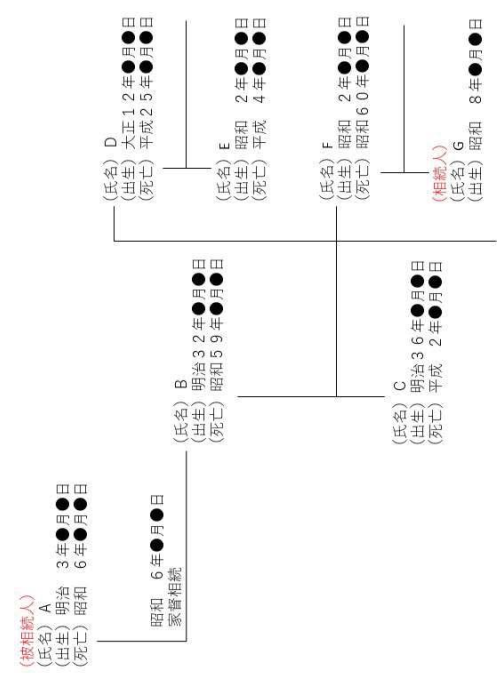 (被相続人)
(氏名) A
(出生) 明治 3年●月●日
(死亡) 昭和 6年●月●日
昭和 6年●月●日
家督相続
(氏名) B
(出生) 明治32年●月●日
(死亡) 昭和59年●月●日
(氏名) C
(出生) 明治36年●月●日
(死亡) 平成 2年●月●日
(氏名) D
(出生) 大正12年●月●日
(死亡) 平成25年●月●日
(氏名) E
(出生) 昭和 2年●月●日
(死亡) 平成 4年●月●日
(氏名) F
(出生) 昭和 2年●月●日
(死亡) 昭和60年●月●日
(相続人)
(氏名) G
(出生) 昭和 8年●月●日